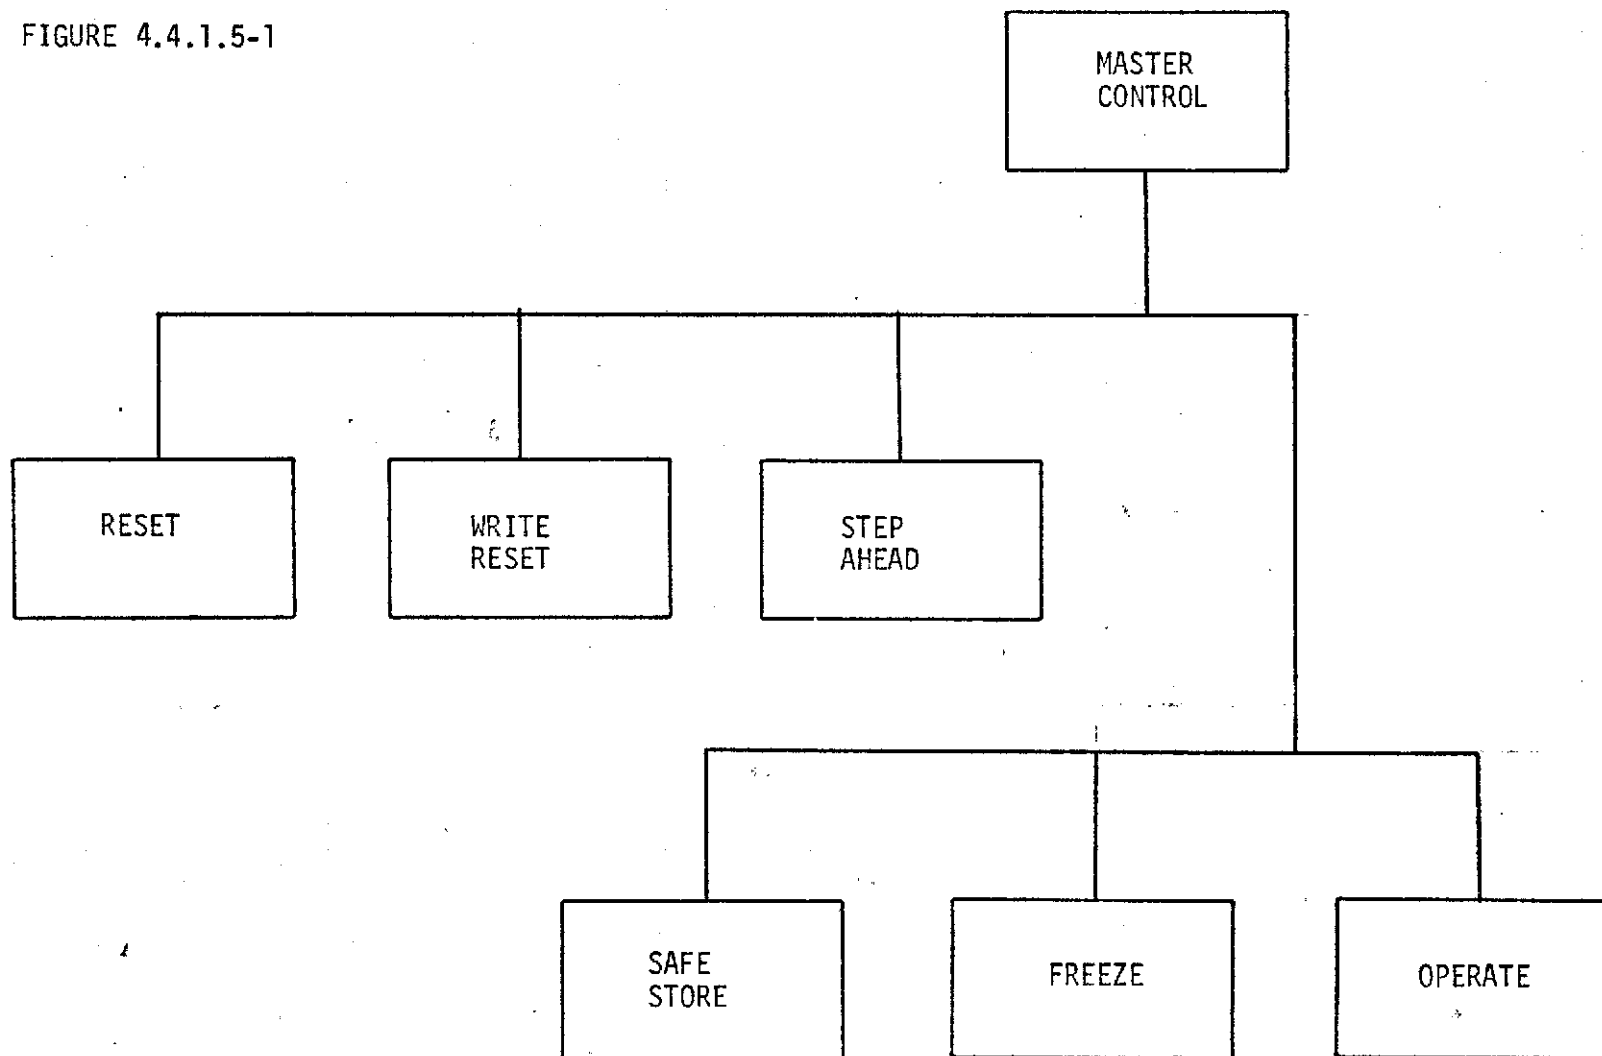 FIGURE 4.4.1.5-1
MASTER
CONTROL
RESET
WRITE
RESET
STEP
AHEAD
SAFE
STORE
FREEZE
OPERATE